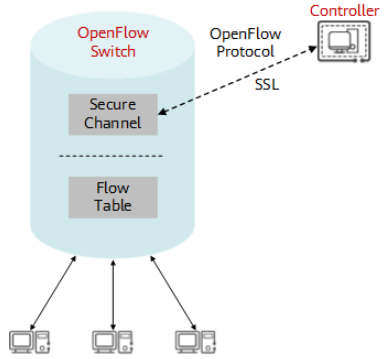 Controller
OpenFlow
Switch
OpenFlow
Protocol
SSL
Secure
Channel
Flow
Table